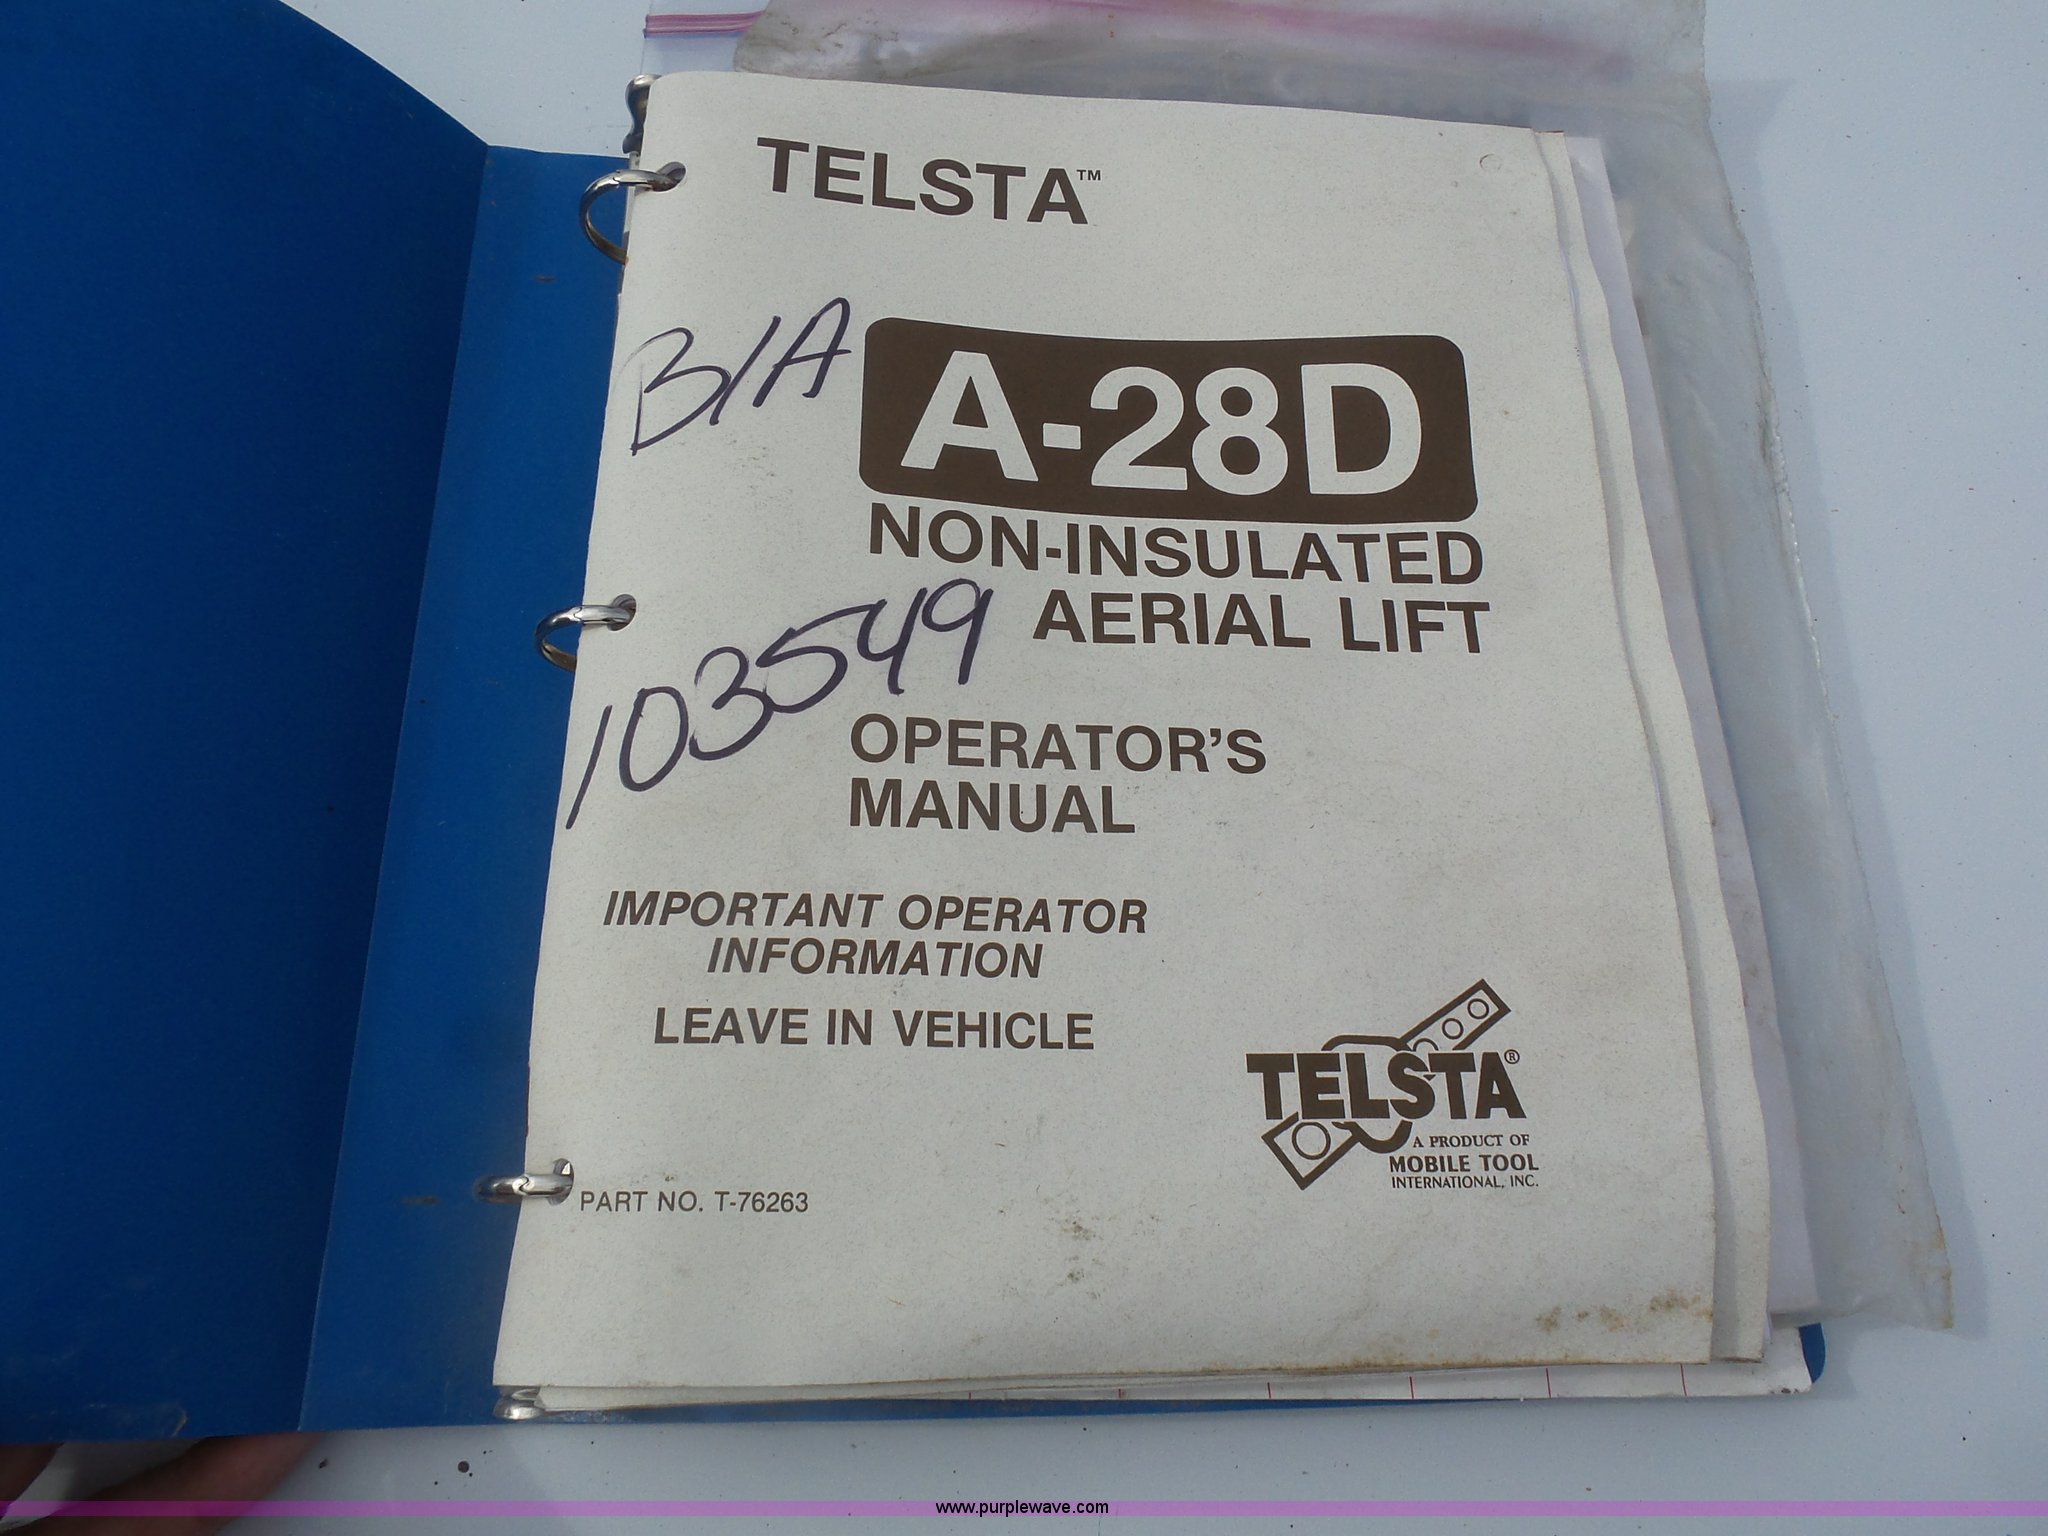 TELSTA™
B/A
A-28D
NON-INSULATED
AERIAL LIFT
103549
OPERATOR'S
MANUAL
IMPORTANT OPERATOR
INFORMATION
LEAVE IN VEHICLE
TELSTA®
A PRODUCT OF
MOBILE TOOL
INTERNATIONAL, INC.
PART NO. T-76263
www.purplewave.com